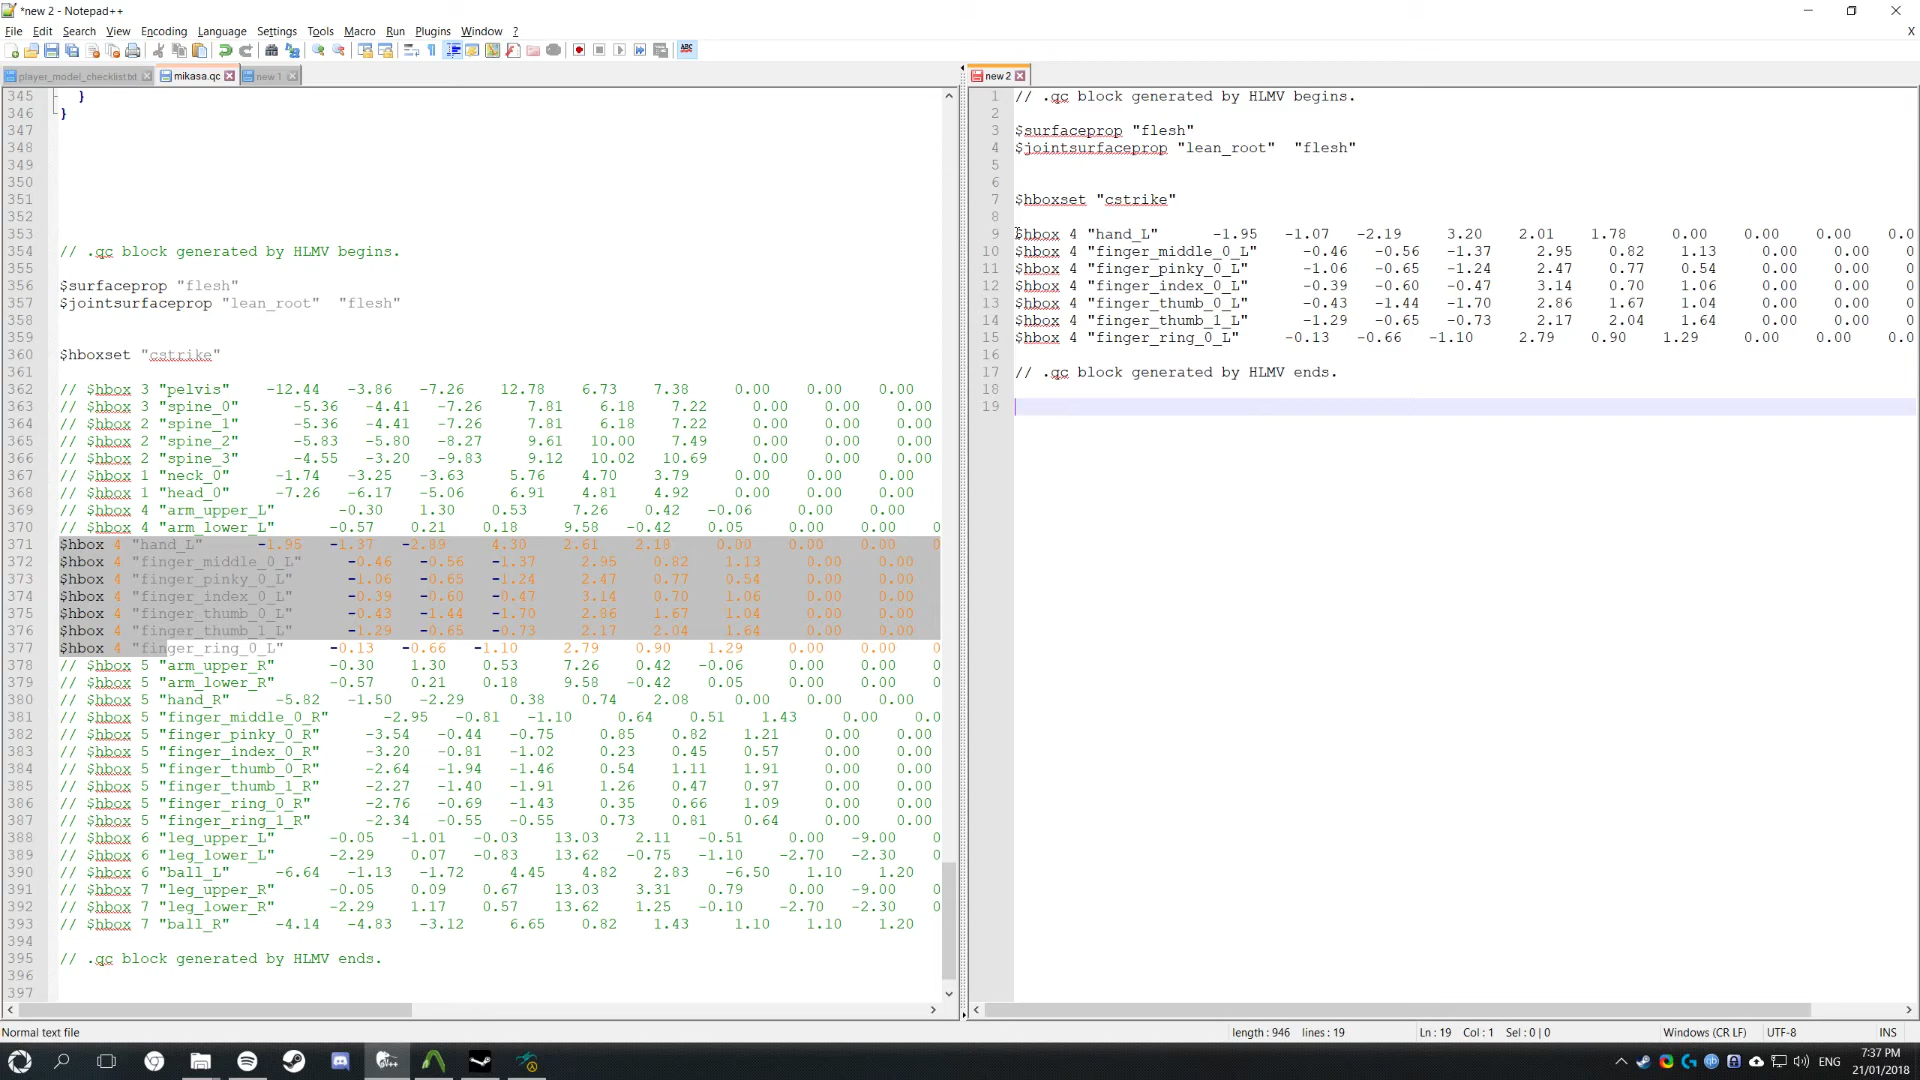 *new 2 - Notepad++
File Edit Search View Encoding Language Settings Tools Macro Run Plugins Window ?
X
ABC
player_model_checklist.txt mikasa.qc new 1
new 2
345 }
346 }
347
348
349
350
351
352
353
354 // .qc block generated by HLMV begins.
355
356 $surfaceprop "flesh"
357 $jointsurfaceprop "lean_root" "flesh"
358
359
360 $hboxset "cstrike"
361
362 // $hbox 3 "pelvis" -12.44 -3.86 -7.26 12.78 6.73 7.38 0.00 0.00 0.00
363 // $hbox 3 "spine_0" -5.36 -4.41 -7.26 7.81 6.18 7.22 0.00 0.00 0.00
364 // $hbox 2 "spine_1" -5.36 -4.41 -7.26 7.81 6.18 7.22 0.00 0.00 0.00
365 // $hbox 2 "spine_2" -5.83 -5.80 -8.27 9.61 10.00 7.49 0.00 0.00 0.00
366 // $hbox 2 "spine_3" -4.55 -3.20 -9.83 9.12 10.02 10.69 0.00 0.00 0.00
367 // $hbox 1 "neck_0" -1.74 -3.25 -3.63 5.76 4.70 3.79 0.00 0.00 0.00
368 // $hbox 1 "head_0" -7.26 -6.17 -5.06 6.91 4.81 4.92 0.00 0.00 0.00
369 // $hbox 4 "arm_upper_L" -0.30 1.30 0.53 7.26 0.42 -0.06 0.00 0.00
370 // $hbox 4 "arm_lower_L" -0.57 0.21 0.18 9.58 -0.42 0.05 0.00 0.00 0
371 $hbox 4 "hand_L" -1.95 -1.37 -2.89 4.30 2.61 2.18 0.00 0.00 0.00 0
372 $hbox 4 "finger_middle_0_L" -0.46 -0.56 -1.37 2.95 0.82 1.13 0.00 0.00
373 $hbox 4 "finger_pinky_0_L" -1.06 -0.65 -1.24 2.47 0.77 0.54 0.00 0.00
374 $hbox 4 "finger_index_0_L" -0.39 -0.60 -0.47 3.14 0.70 1.06 0.00 0.00
375 $hbox 4 "finger_thumb_0_L" -0.43 -1.44 -1.70 2.86 1.67 1.04 0.00 0.00
376 $hbox 4 "finger_thumb_1_L" -1.29 -0.65 -0.73 2.17 2.04 1.64 0.00 0.00
377 $hbox 4 "finger_ring_0_L" -0.13 -0.66 -1.10 2.79 0.90 1.29 0.00 0.00 0
378 // $hbox 5 "arm_upper_R" -0.30 1.30 0.53 7.26 0.42 -0.06 0.00 0.00 0
379 // $hbox 5 "arm_lower_R" -0.57 0.21 0.18 9.58 -0.42 0.05 0.00 0.00 0
380 // $hbox 5 "hand_R" -5.82 -1.50 -2.29 0.38 0.74 2.08 0.00 0.00 0.00
381 // $hbox 5 "finger_middle_0_R" -2.95 -0.81 -1.10 0.64 0.51 1.43 0.00 0.0
382 // $hbox 5 "finger_pinky_0_R" -3.54 -0.44 -0.75 0.85 0.82 1.21 0.00 0.00
383 // $hbox 5 "finger_index_0_R" -3.20 -0.81 -1.02 0.23 0.45 0.57 0.00 0.00
384 // $hbox 5 "finger_thumb_0_R" -2.64 -1.94 -1.46 0.54 1.11 1.91 0.00 0.00
385 // $hbox 5 "finger_thumb_1_R" -2.27 -1.40 -1.91 1.26 0.47 0.97 0.00 0.00
386 // $hbox 5 "finger_ring_0_R" -2.76 -0.69 -1.43 0.35 0.66 1.09 0.00 0.00
387 // $hbox 5 "finger_ring_1_R" -2.34 -0.55 -0.55 0.73 0.81 0.64 0.00 0.00
388 // $hbox 6 "leg_upper_L" -0.05 -1.01 -0.03 13.03 2.11 -0.51 0.00 -9.00 0
389 // $hbox 6 "leg_lower_L" -2.29 0.07 -0.83 13.62 -0.75 -1.10 -2.70 -2.30 0
390 // $hbox 6 "ball_L" -6.64 -1.13 -1.72 4.45 4.82 2.83 -6.50 1.10 1.20
391 // $hbox 7 "leg_upper_R" -0.05 0.09 0.67 13.03 3.31 0.79 0.00 -9.00 0
392 // $hbox 7 "leg_lower_R" -2.29 1.17 0.57 13.62 1.25 -0.10 -2.70 -2.30 0
393 // $hbox 7 "ball_R" -4.14 -4.83 -3.12 6.65 0.82 1.43 1.10 1.10 1.20
394
395 // .qc block generated by HLMV ends.
396
397
1 // .qc block generated by HLMV begins.
2
3 $surfaceprop "flesh"
4 $jointsurfaceprop "lean_root" "flesh"
5
6
7 $hboxset "cstrike"
8
9 $hbox 4 "hand_L" -1.95 -1.07 -2.19 3.20 2.01 1.78 0.00 0.00 0.00 0.0
10 $hbox 4 "finger_middle_0_L" -0.46 -0.56 -1.37 2.95 0.82 1.13 0.00 0.00 0
11 $hbox 4 "finger_pinky_0_L" -1.06 -0.65 -1.24 2.47 0.77 0.54 0.00 0.00 0
12 $hbox 4 "finger_index_0_L" -0.39 -0.60 -0.47 3.14 0.70 1.06 0.00 0.00 0
13 $hbox 4 "finger_thumb_0_L" -0.43 -1.44 -1.70 2.86 1.67 1.04 0.00 0.00 0
14 $hbox 4 "finger_thumb_1_L" -1.29 -0.65 -0.73 2.17 2.04 1.64 0.00 0.00 0
15 $hbox 4 "finger_ring_0_L" -0.13 -0.66 -1.10 2.79 0.90 1.29 0.00 0.00 0.0
16
17 // .qc block generated by HLMV ends.
18
19
Normal text file length : 946 lines : 19 Ln : 19 Col : 1 Sel : 0 | 0 Windows (CR LF) UTF-8 INS
ENG
7:37 PM
21/01/2018